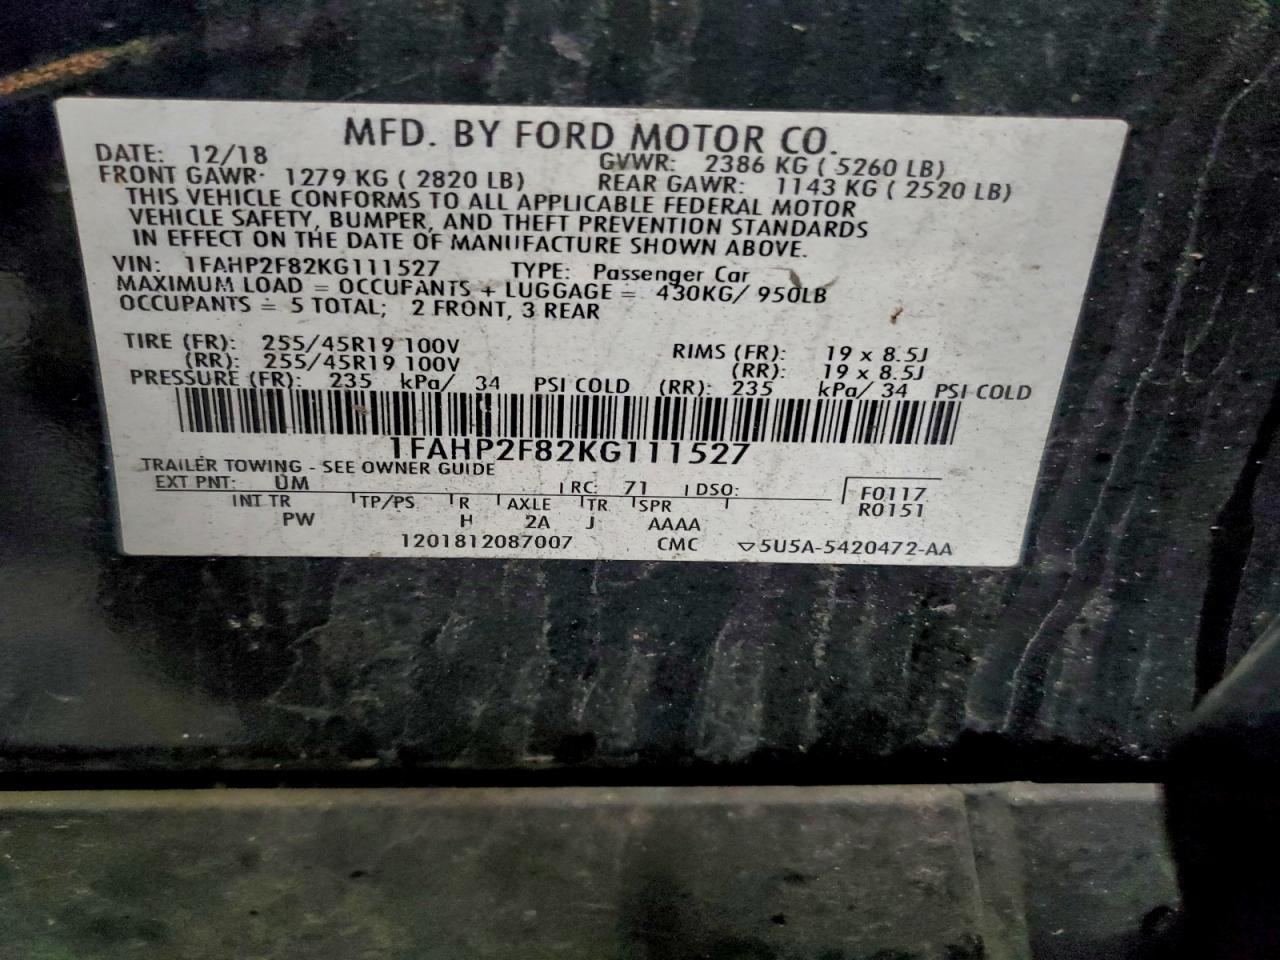 MFD. BY FORD MOTOR CO.
DATE: 12/18 GVWR: 2386 KG ( 5260 LB)
FRONT GAWR: 1279 KG ( 2820 LB) REAR GAWR: 1143 KG ( 2520 LB)
THIS VEHICLE CONFORMS TO ALL APPLICABLE FEDERAL MOTOR
VEHICLE SAFETY, BUMPER, AND THEFT PREVENTION STANDARDS
IN EFFECT ON THE DATE OF MANUFACTURE SHOWN ABOVE.
VIN: 1FAHP2F82KG111527 TYPE: Passenger Car
MAXIMUM LOAD = OCCUPANTS + LUGGAGE = 430KG/ 950LB
OCCUPANTS = 5 TOTAL; 2 FRONT, 3 REAR
TIRE (FR): 255/45R19 100V RIMS (FR): 19 x 8.5J
(RR): 255/45R19 100V (RR): 19 x 8.5J
PRESSURE (FR): 235 kPa/ 34 PSI COLD (RR): 235 kPa/ 34 PSI COLD
1FAHP2F82KG111527
TRAILER TOWING - SEE OWNER GUIDE
EXT PNT: UM RC: 71 DSO: F0117
INT TR TP/PS R AXLE TR SPR R0151
PW H 2A J AAAA
1201812087007 CMC ▽5U5A-5420472-AA